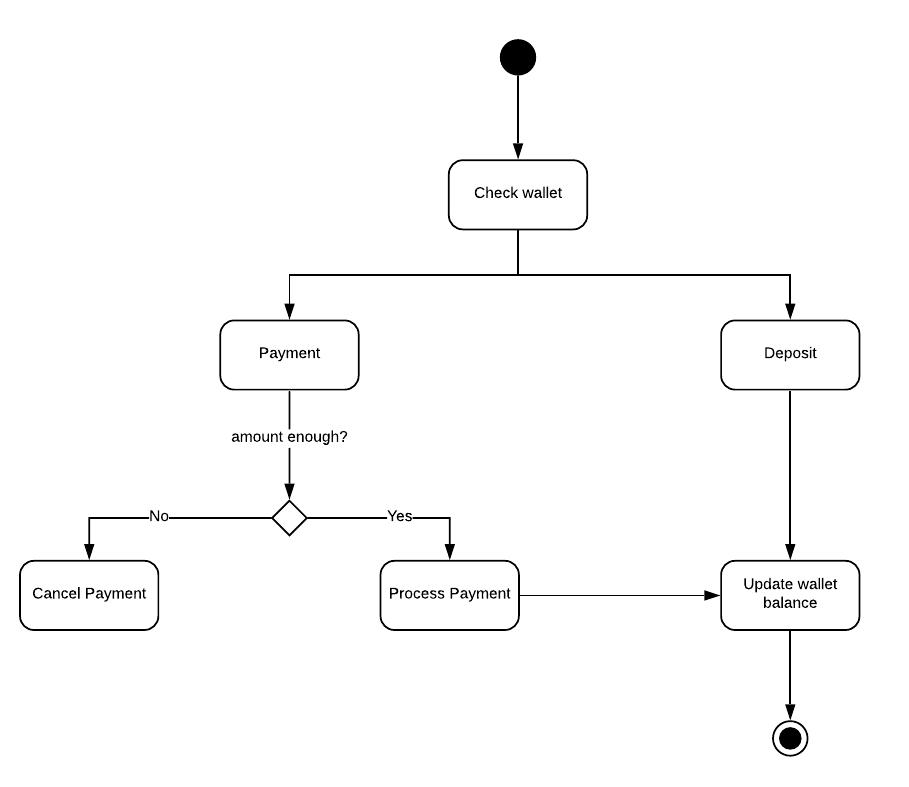 Check wallet
Payment
Deposit
amount enough?
No
Yes
Cancel Payment
Process Payment
Update wallet
balance